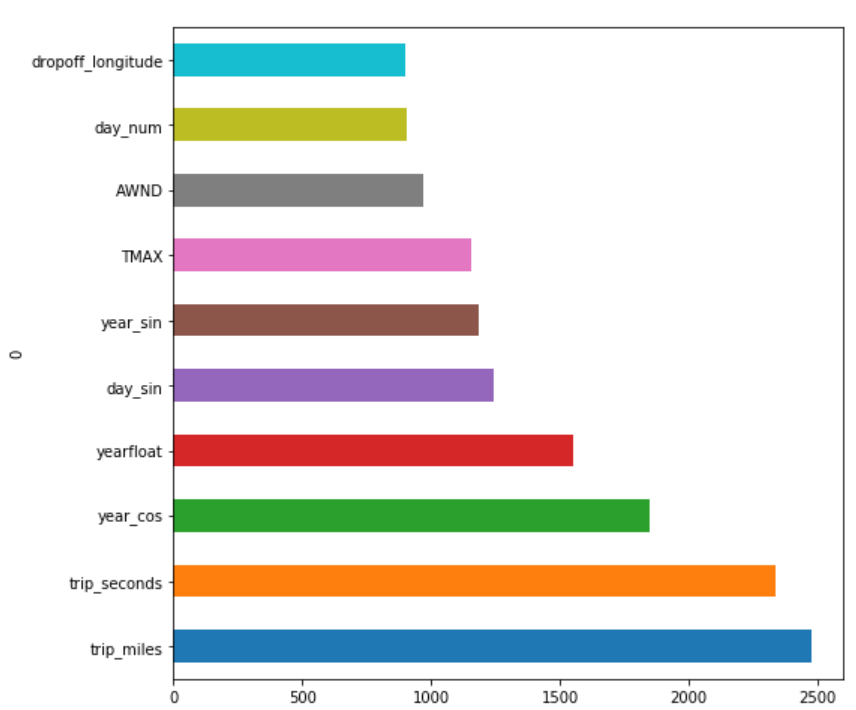 dropoff_longitude
day_num
AWND
TMAX
year_sin
0
day_sin
yearfloat
year_cos
trip_seconds
trip_miles
0 500 1000 1500 2000 2500